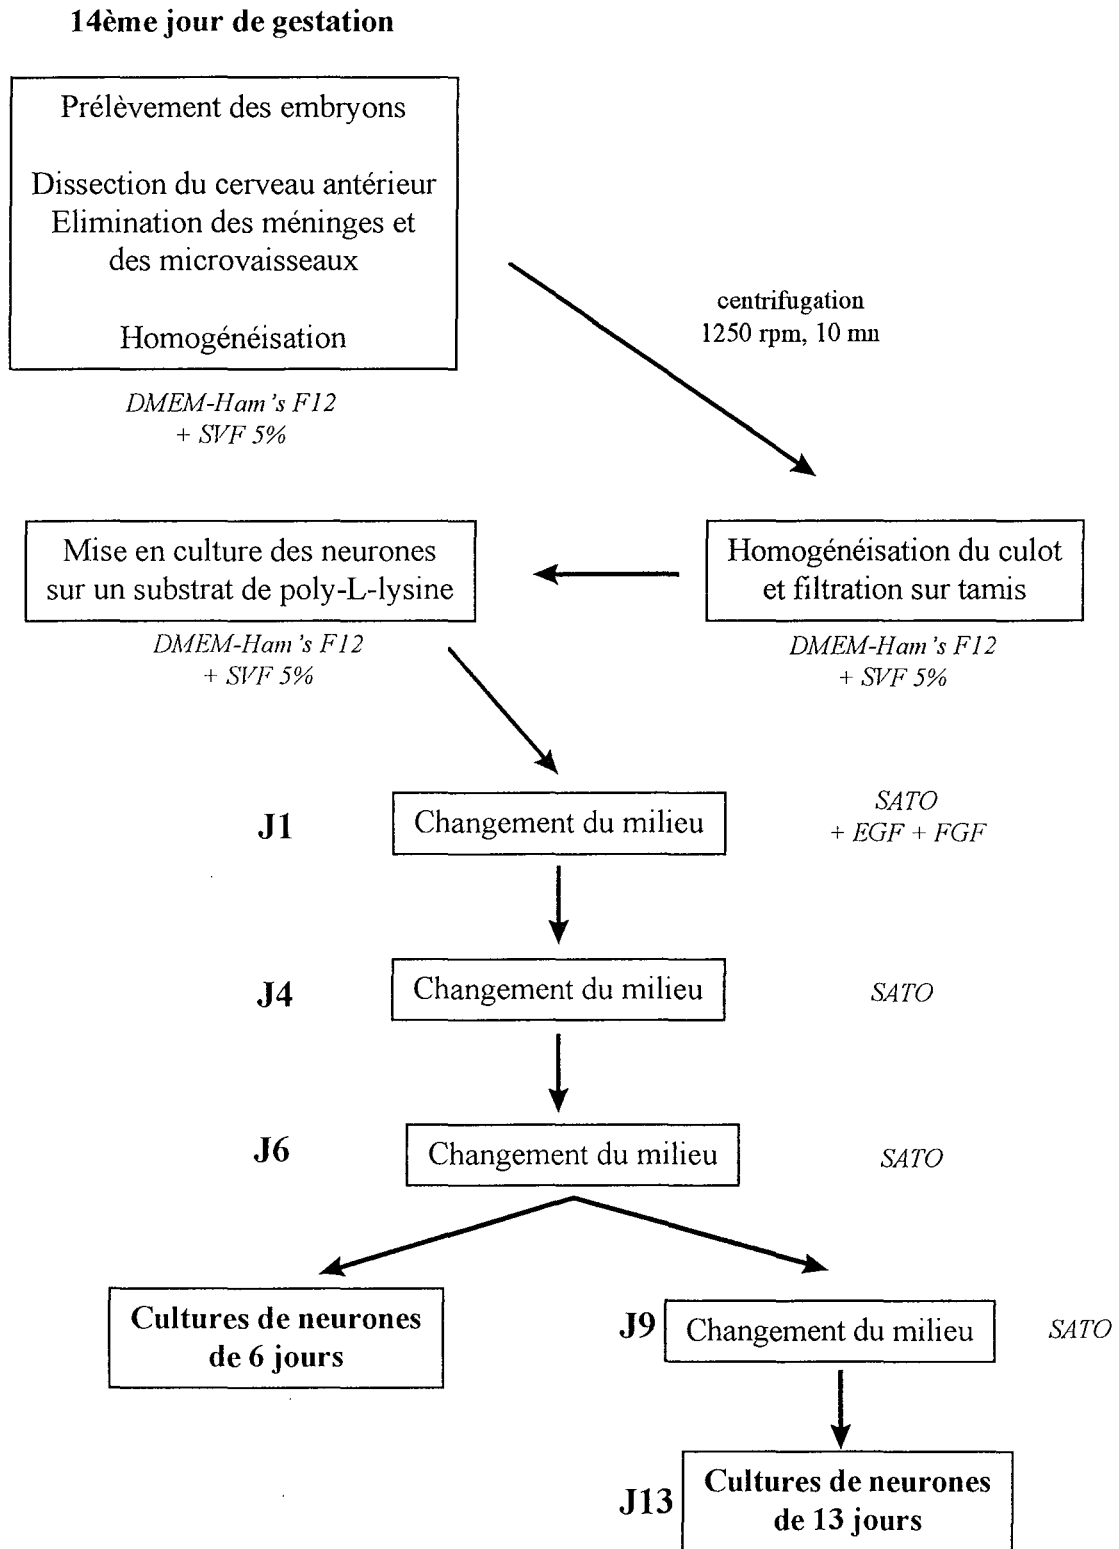 14ème jour de gestation
Prélèvement des embryons
Dissection du cerveau antérieur
Elimination des méninges et
des microvaisseaux
Homogénéisation
DMEM-Ham's F12
+ SVF 5%
centrifugation
1250 rpm, 10 mn
Homogénéisation du culot
et filtration sur tamis
DMEM-Ham's F12
+ SVF 5%
Mise en culture des neurones
sur un substrat de poly-L-lysine
DMEM-Ham's F12
+ SVF 5%
J1
Changement du milieu
SATO
+ EGF + FGF
J4
Changement du milieu
SATO
J6
Changement du milieu
SATO
Cultures de neurones
de 6 jours
J9
Changement du milieu
SATO
J13
Cultures de neurones
de 13 jours